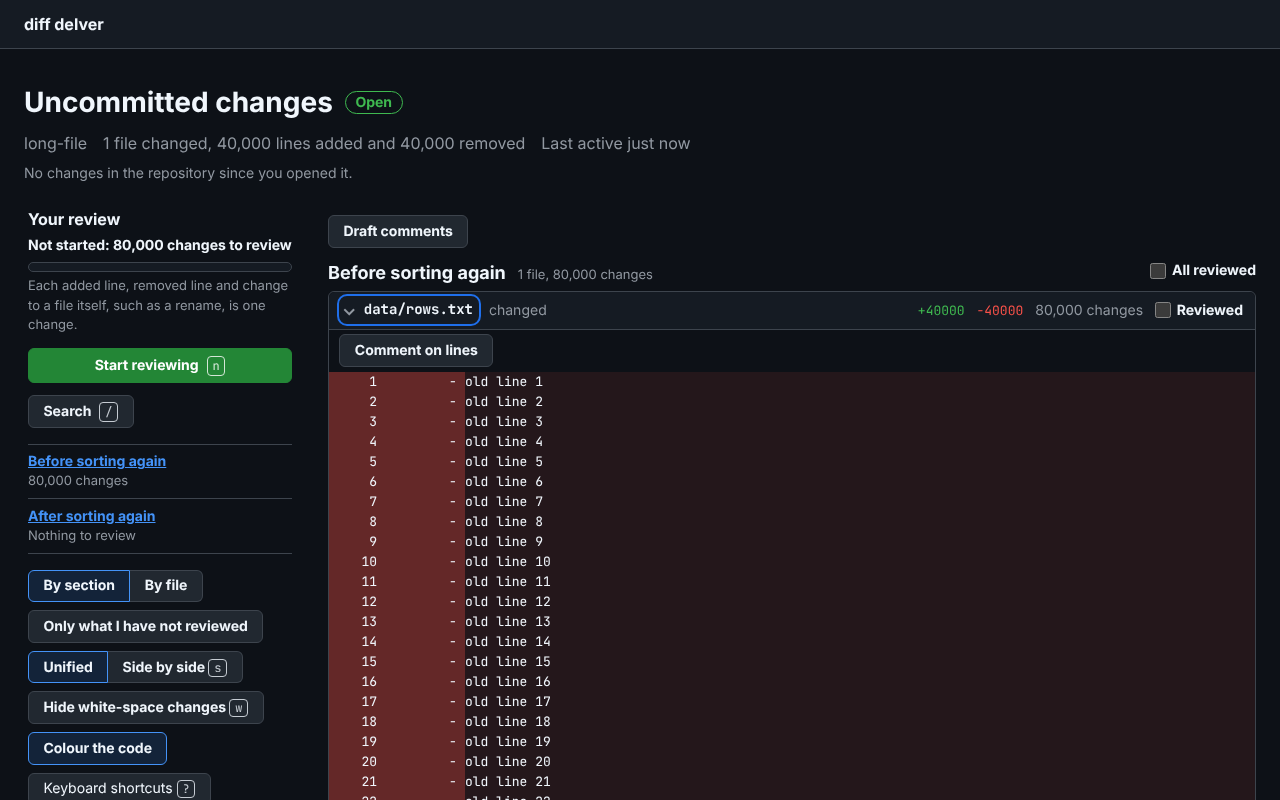 diff delver
Uncommitted changes Open
long-file 1 file changed, 40,000 lines added and 40,000 removed Last active just now
No changes in the repository since you opened it.
Your review
Not started: 80,000 changes to review
Each added line, removed line and change
to a file itself, such as a rename, is one
change.
Start reviewing n
Search /
Before sorting again
80,000 changes
After sorting again
Nothing to review
By section By file
Only what I have not reviewed
Unified Side by side s
Hide white-space changes w
Colour the code
Keyboard shortcuts ?
Draft comments
Before sorting again 1 file, 80,000 changes All reviewed
data/rows.txt changed +40000 -40000 80,000 changes Reviewed
Comment on lines
1 - old line 1
2 - old line 2
3 - old line 3
4 - old line 4
5 - old line 5
6 - old line 6
7 - old line 7
8 - old line 8
9 - old line 9
10 - old line 10
11 - old line 11
12 - old line 12
13 - old line 13
14 - old line 14
15 - old line 15
16 - old line 16
17 - old line 17
18 - old line 18
19 - old line 19
20 - old line 20
21 - old line 21